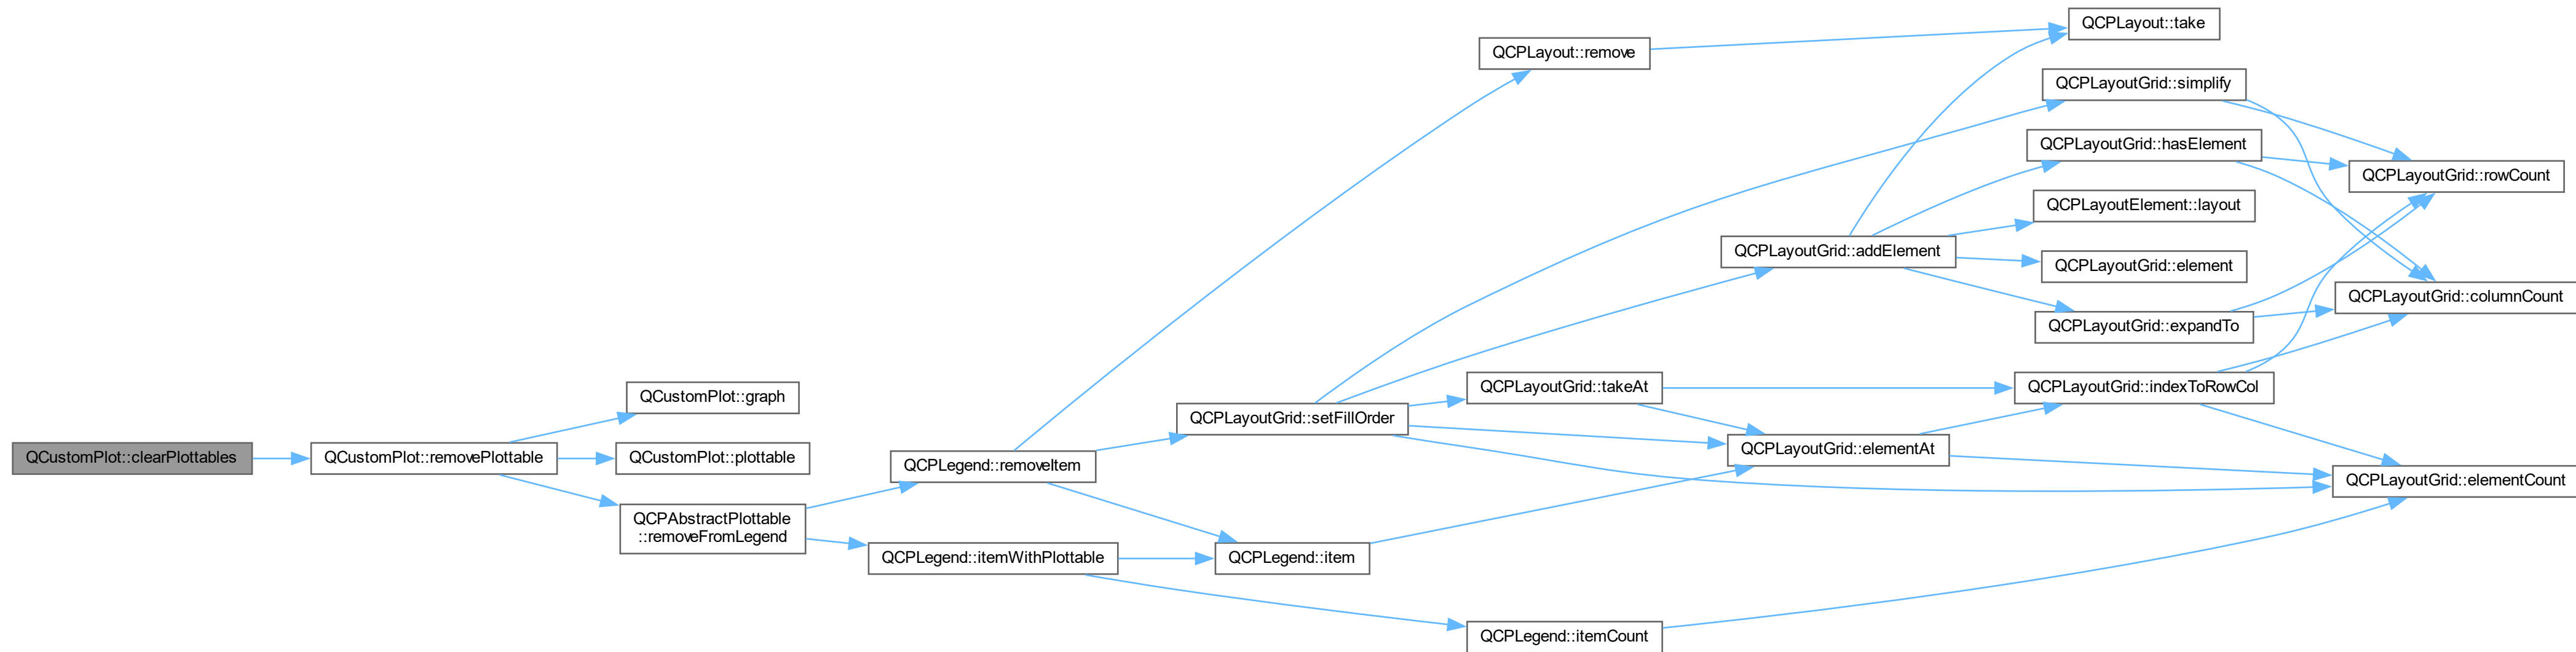 QCustomPlot::clearPlottables
QCustomPlot::removePlottable
QCustomPlot::graph
QCustomPlot::plottable
QCPAbstractPlottable
::removeFromLegend
QCPLegend::removeItem
QCPLegend::itemWithPlottable
QCPLayoutGrid::setFillOrder
QCPLegend::item
QCPLayout::remove
QCPLayoutGrid::takeAt
QCPLegend::itemCount
QCPLayoutGrid::addElement
QCPLayoutGrid::elementAt
QCPLayout::take
QCPLayoutGrid::simplify
QCPLayoutGrid::hasElement
QCPLayoutElement::layout
QCPLayoutGrid::element
QCPLayoutGrid::expandTo
QCPLayoutGrid::indexToRowCol
QCPLayoutGrid::rowCount
QCPLayoutGrid::columnCount
QCPLayoutGrid::elementCount